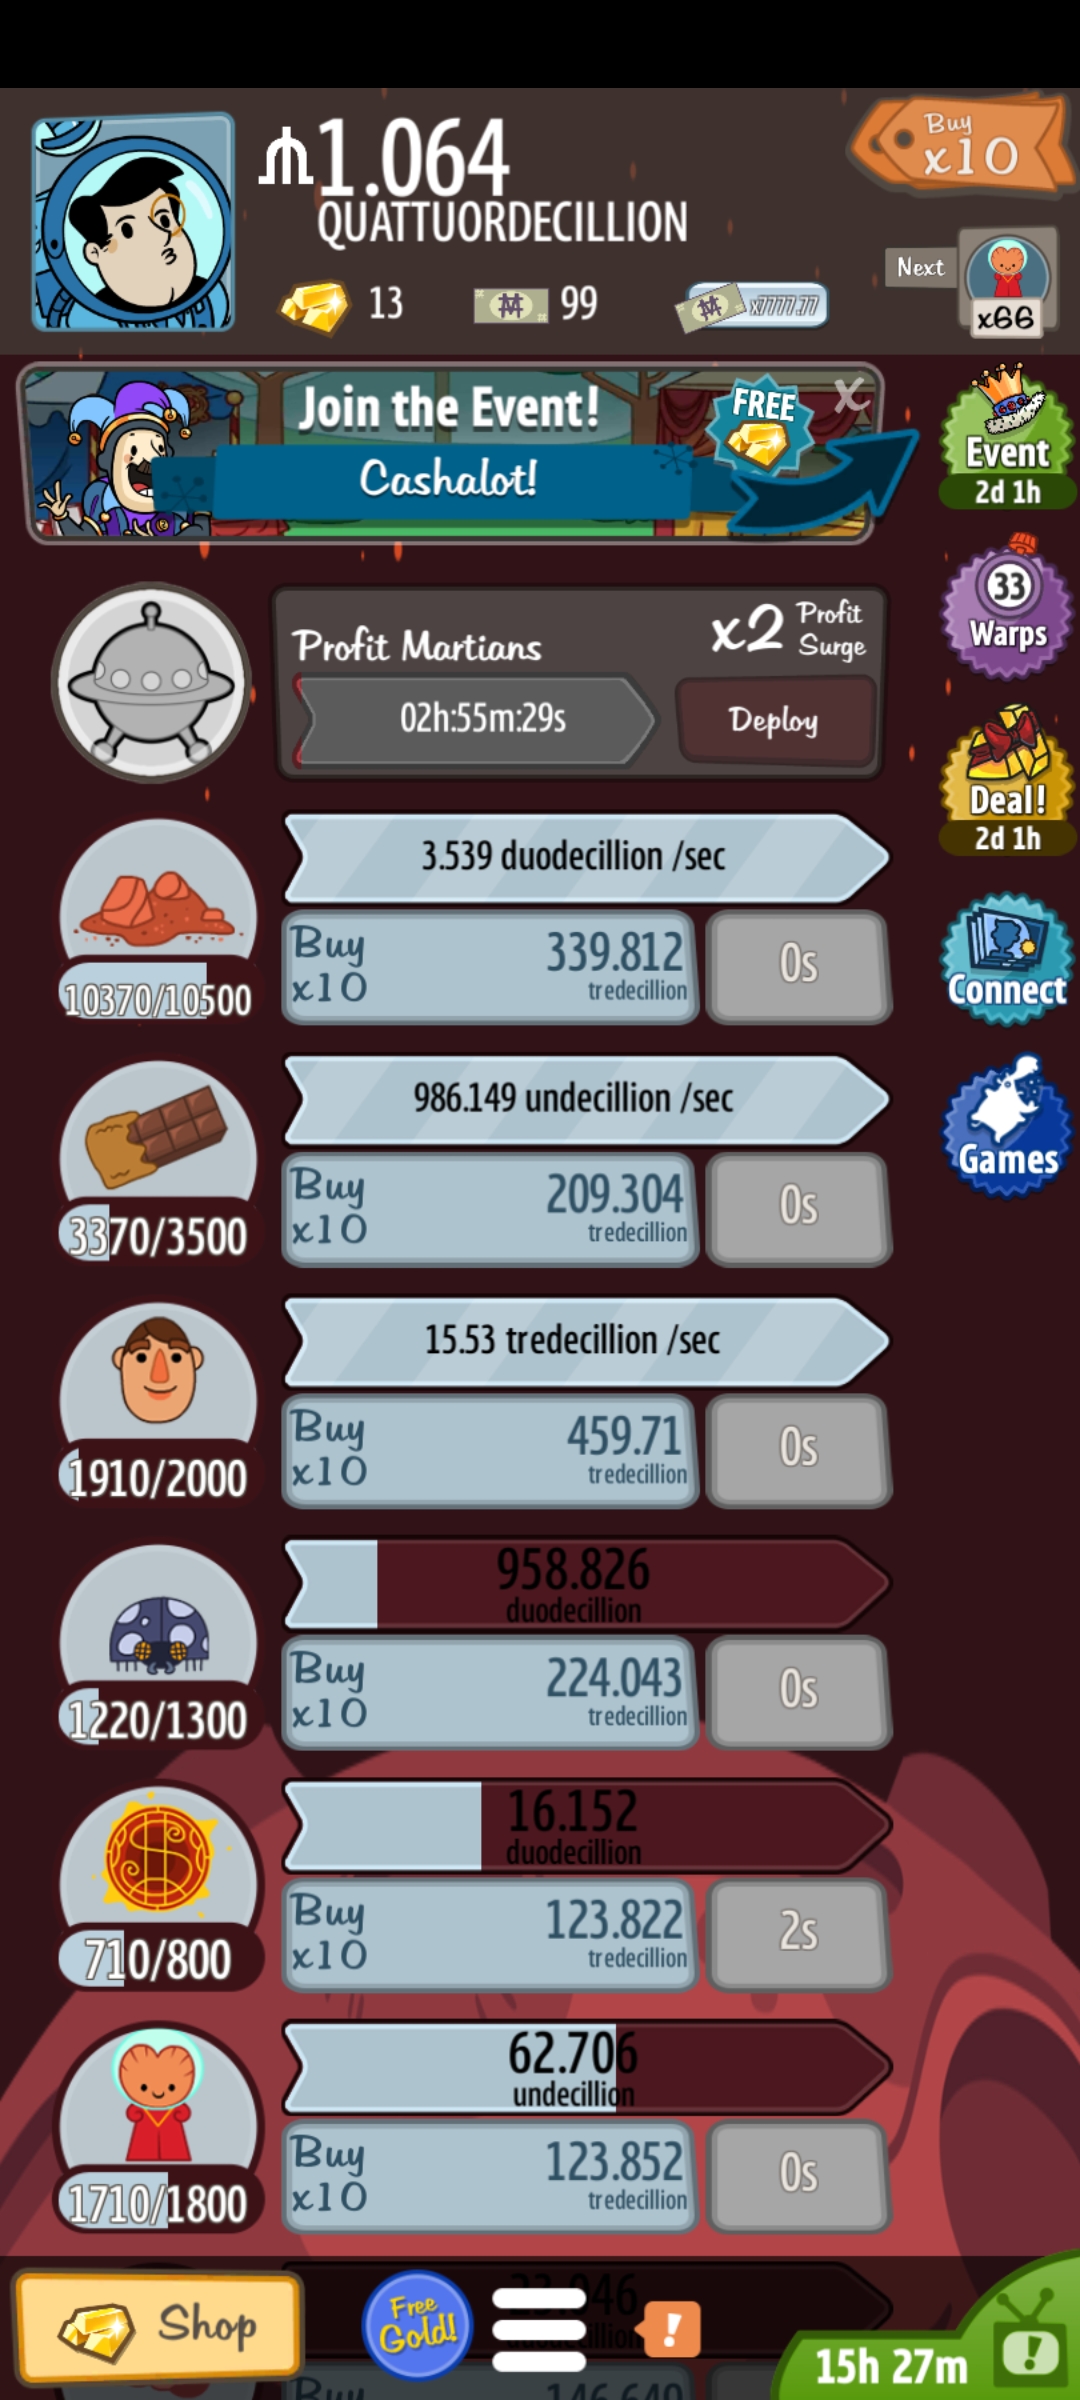 ₼1.064
QUATTUORDECILLION
Buy
x10
13
99
x7777.77
Next
x66
Join the Event!
Cashalot!
FREE
X
Event
2d 1h
33
Warps
Profit Martians
x2 Profit
Surge
02h:55m:29s
Deploy
Deal!
2d 1h
3.539 duodecillion /sec
Buy
x10
339.812
tredecillion
0s
10370/10500
Connect
986.149 undecillion /sec
Buy
x10
209.304
tredecillion
0s
3370/3500
Games
15.53 tredecillion /sec
Buy
x10
459.71
tredecillion
0s
1910/2000
958.826
duodecillion
Buy
x10
224.043
tredecillion
0s
1220/1300
16.152
duodecillion
Buy
x10
123.822
tredecillion
2s
710/800
62.706
undecillion
Buy
x10
123.852
tredecillion
0s
1710/1800
Shop
Free
Gold!
!
15h 27m
!
Buy